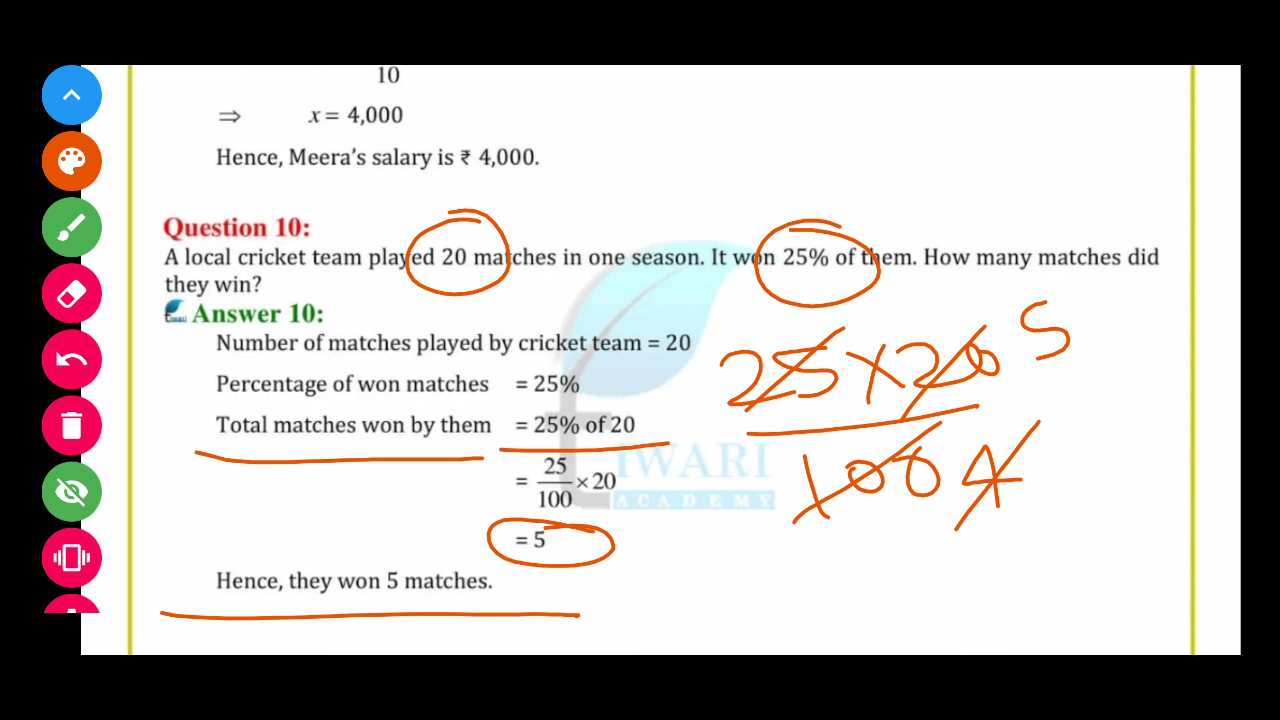 10
⇒ x = 4,000
Hence, Meera's salary is ₹ 4,000.
Question 10:
A local cricket team played 20 matches in one season. It won 25% of them. How many matches did
they win?
Answer 10:
Number of matches played by cricket team = 20
Percentage of won matches = 25%
Total matches won by them = 25% of 20
= 25/100 × 20
= 5
Hence, they won 5 matches.
25 × 20 5
100 4
TIWARI
ACADEMY